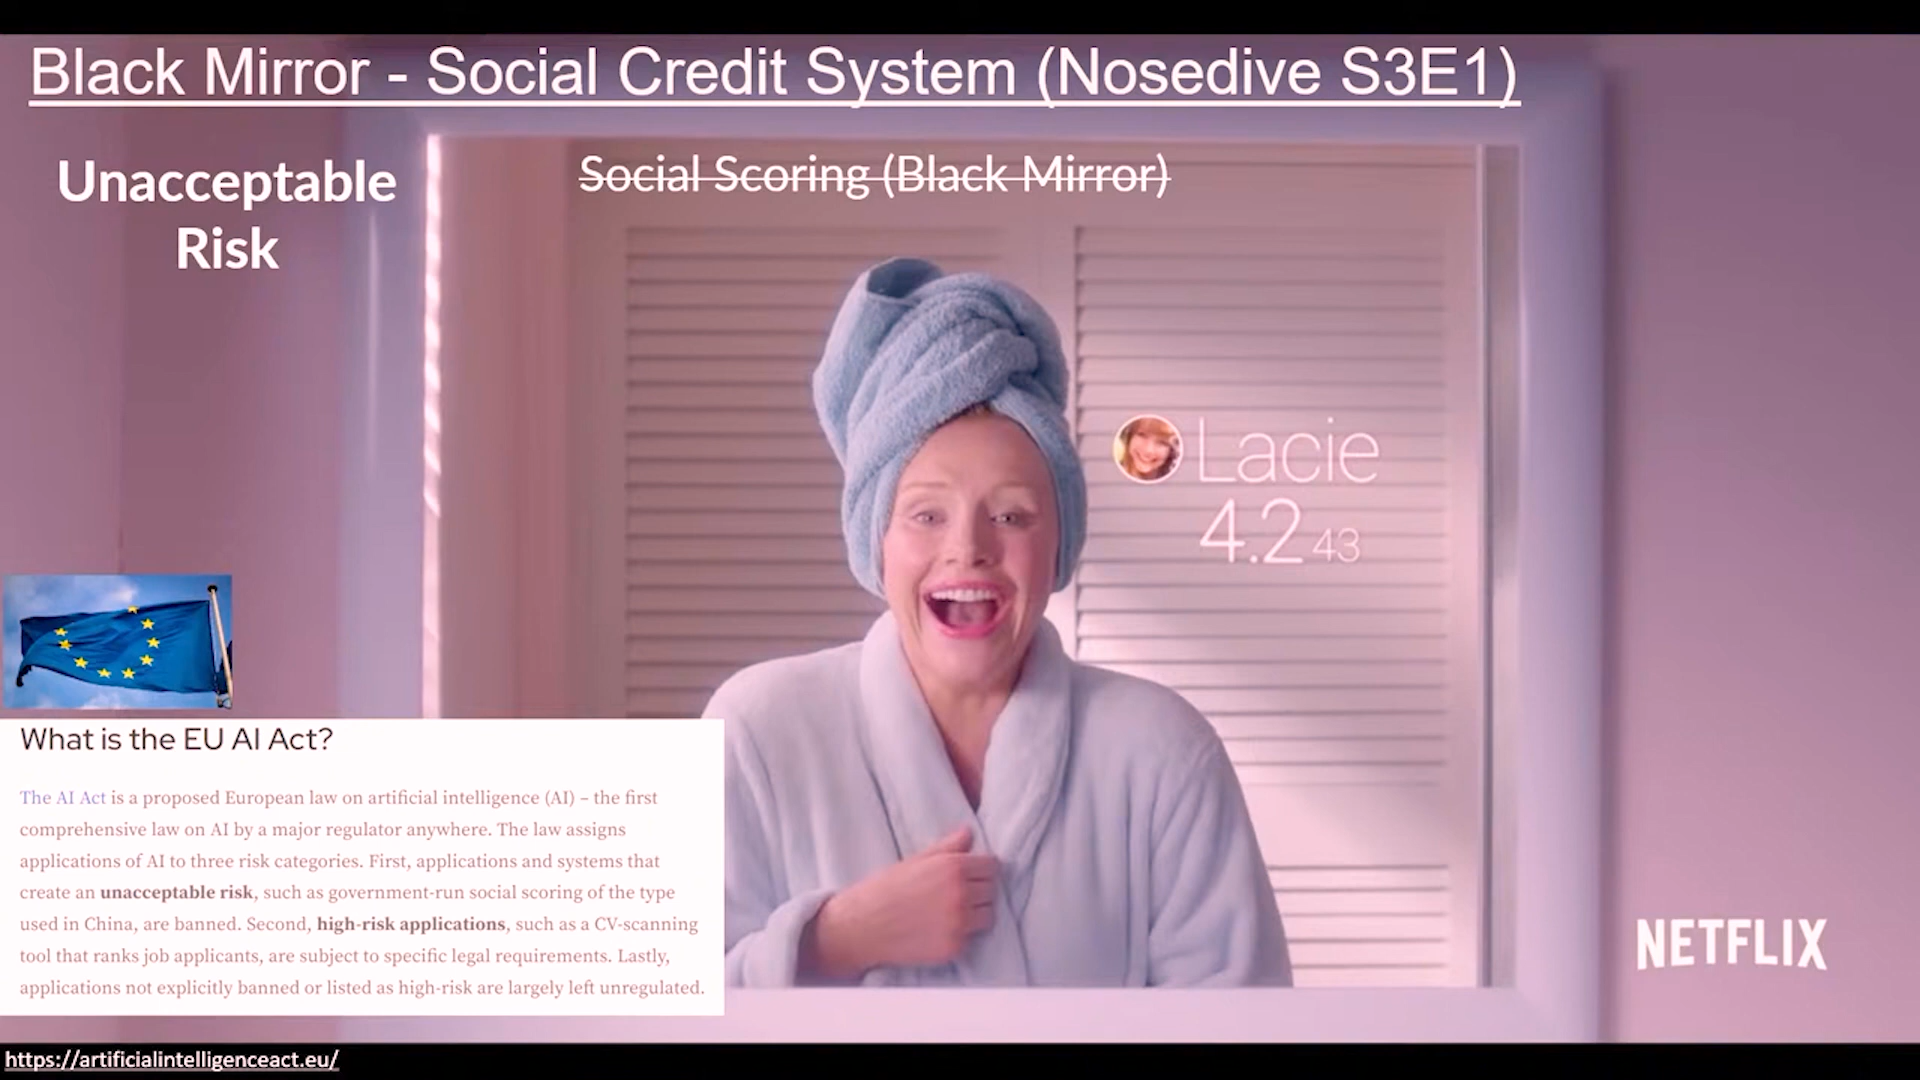 Black Mirror - Social Credit System (Nosedive S3E1)
Unacceptable
Risk
Social Scoring (Black Mirror)
Lacie
4.243
What is the EU AI Act?
The AI Act is a proposed European law on artificial intelligence (AI) – the first
comprehensive law on AI by a major regulator anywhere. The law assigns
applications of AI to three risk categories. First, applications and systems that
create an unacceptable risk, such as government-run social scoring of the type
used in China, are banned. Second, high-risk applications, such as a CV-scanning
tool that ranks job applicants, are subject to specific legal requirements. Lastly,
applications not explicitly banned or listed as high-risk are largely left unregulated.
NETFLIX
https://artificialintelligenceact.eu/